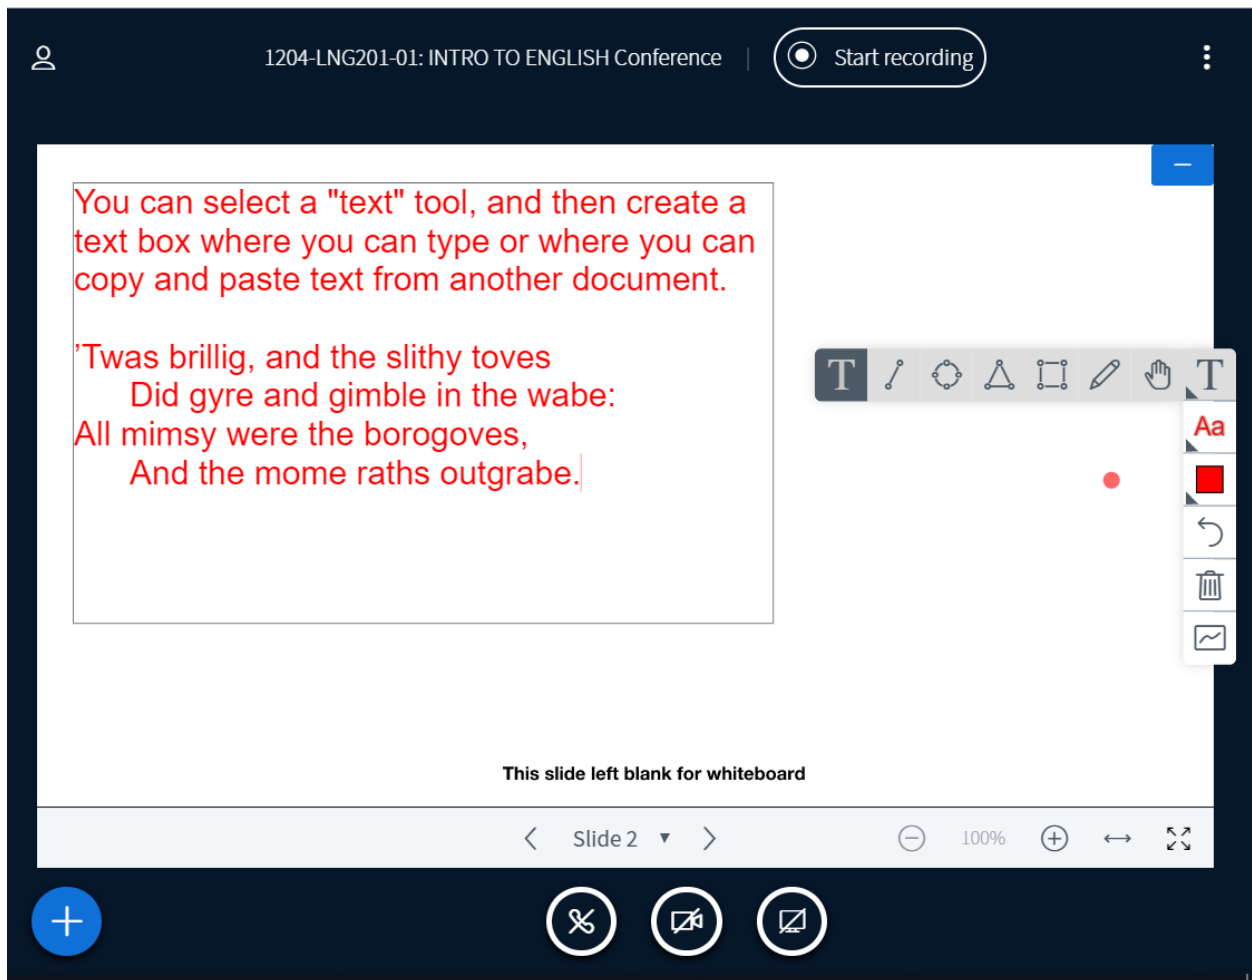 1204-LNG201-01: INTRO TO ENGLISH Conference | Start recording
You can select a "text" tool, and then create a
text box where you can type or where you can
copy and paste text from another document.
’Twas brillig, and the slithy toves
Did gyre and gimble in the wabe:
All mimsy were the borogoves,
And the mome raths outgrabe.
T T
Aa
This slide left blank for whiteboard
Slide 2 100%